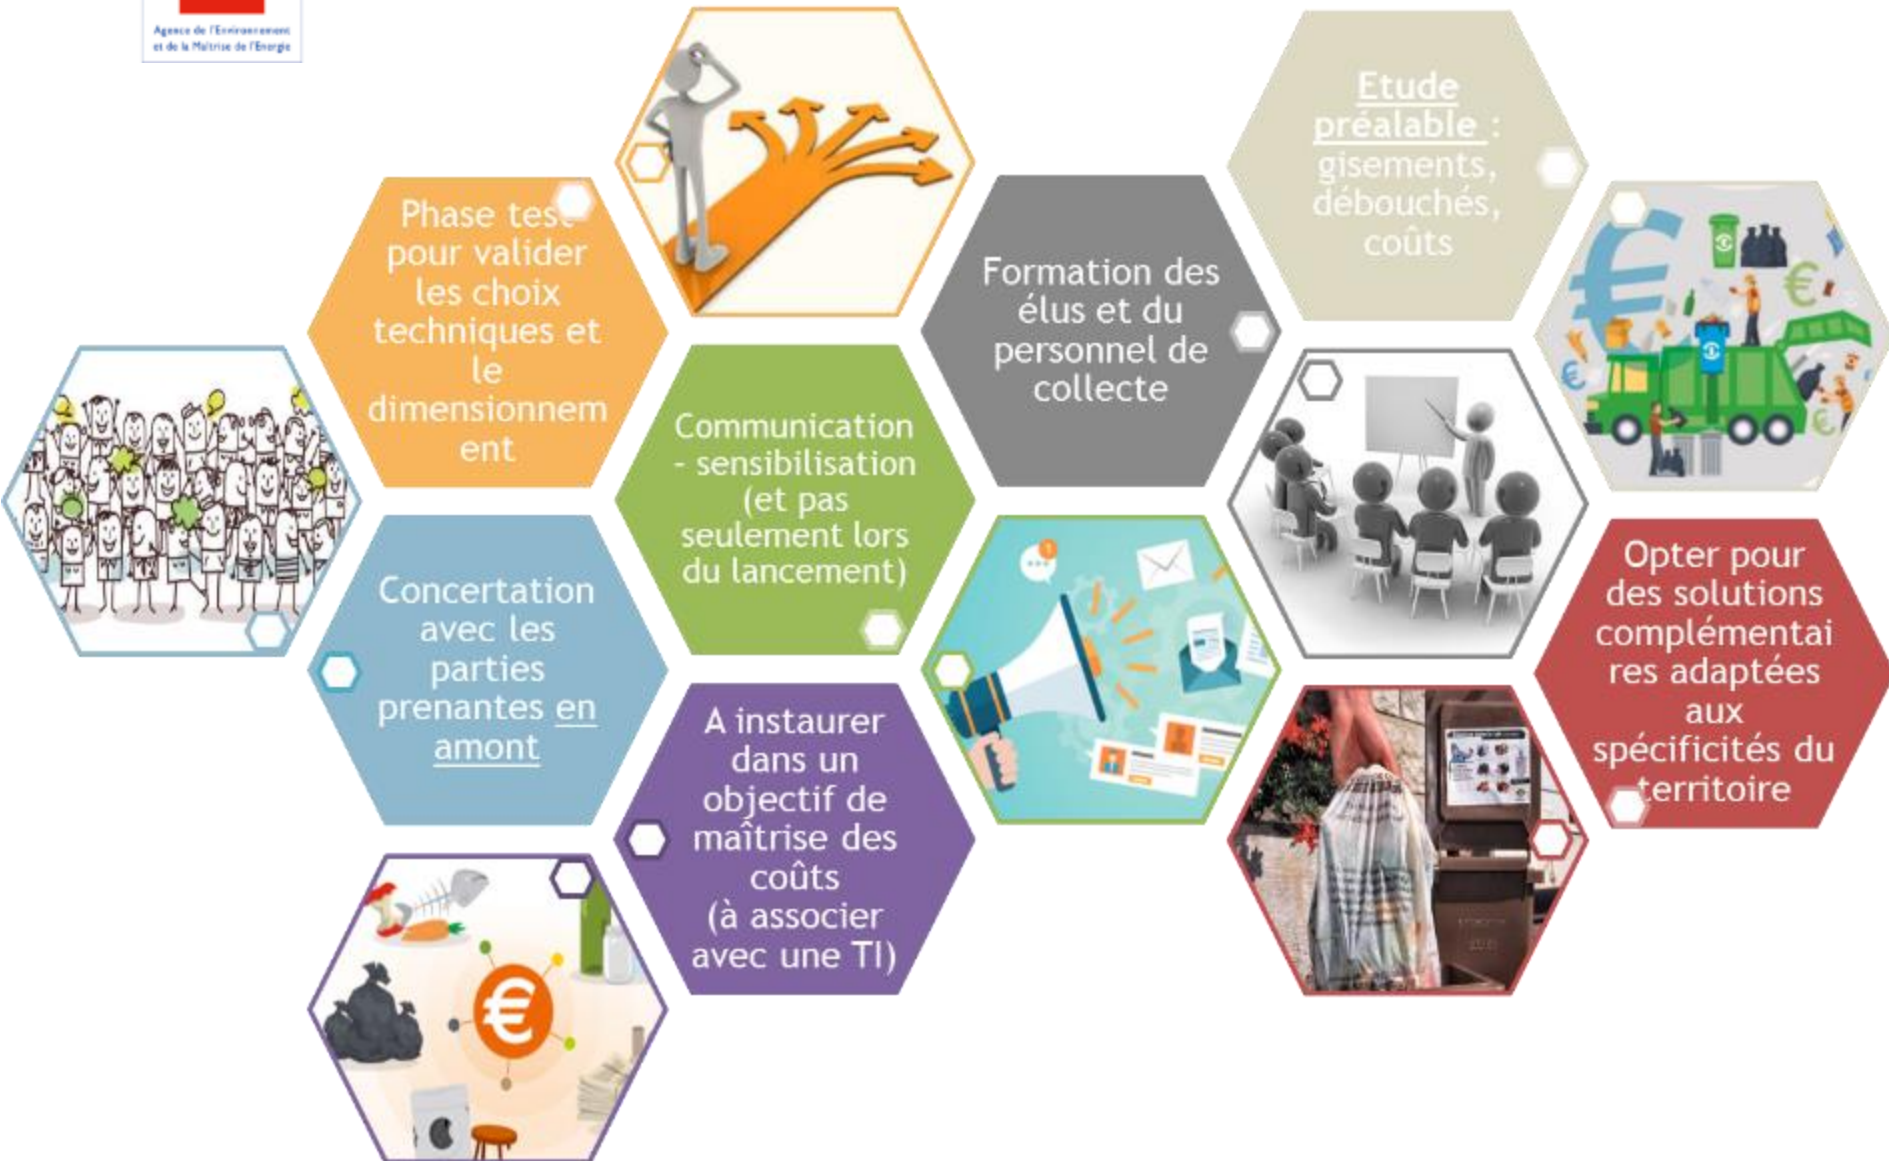 Agence de l'Environnement
et de la Maîtrise de l'Energie
Phase test
pour valider
les choix
techniques et
le
dimensionnem
ent
Concertation
avec les
parties
prenantes en
amont
Communication
- sensibilisation
(et pas
seulement lors
du lancement)
A instaurer
dans un
objectif de
maîtrise des
coûts
(à associer
avec une TI)
Formation des
élus et du
personnel de
collecte
Etude
préalable :
gisements,
débouchés,
coûts
Opter pour
des solutions
complémentai
res adaptées
aux
spécificités du
territoire